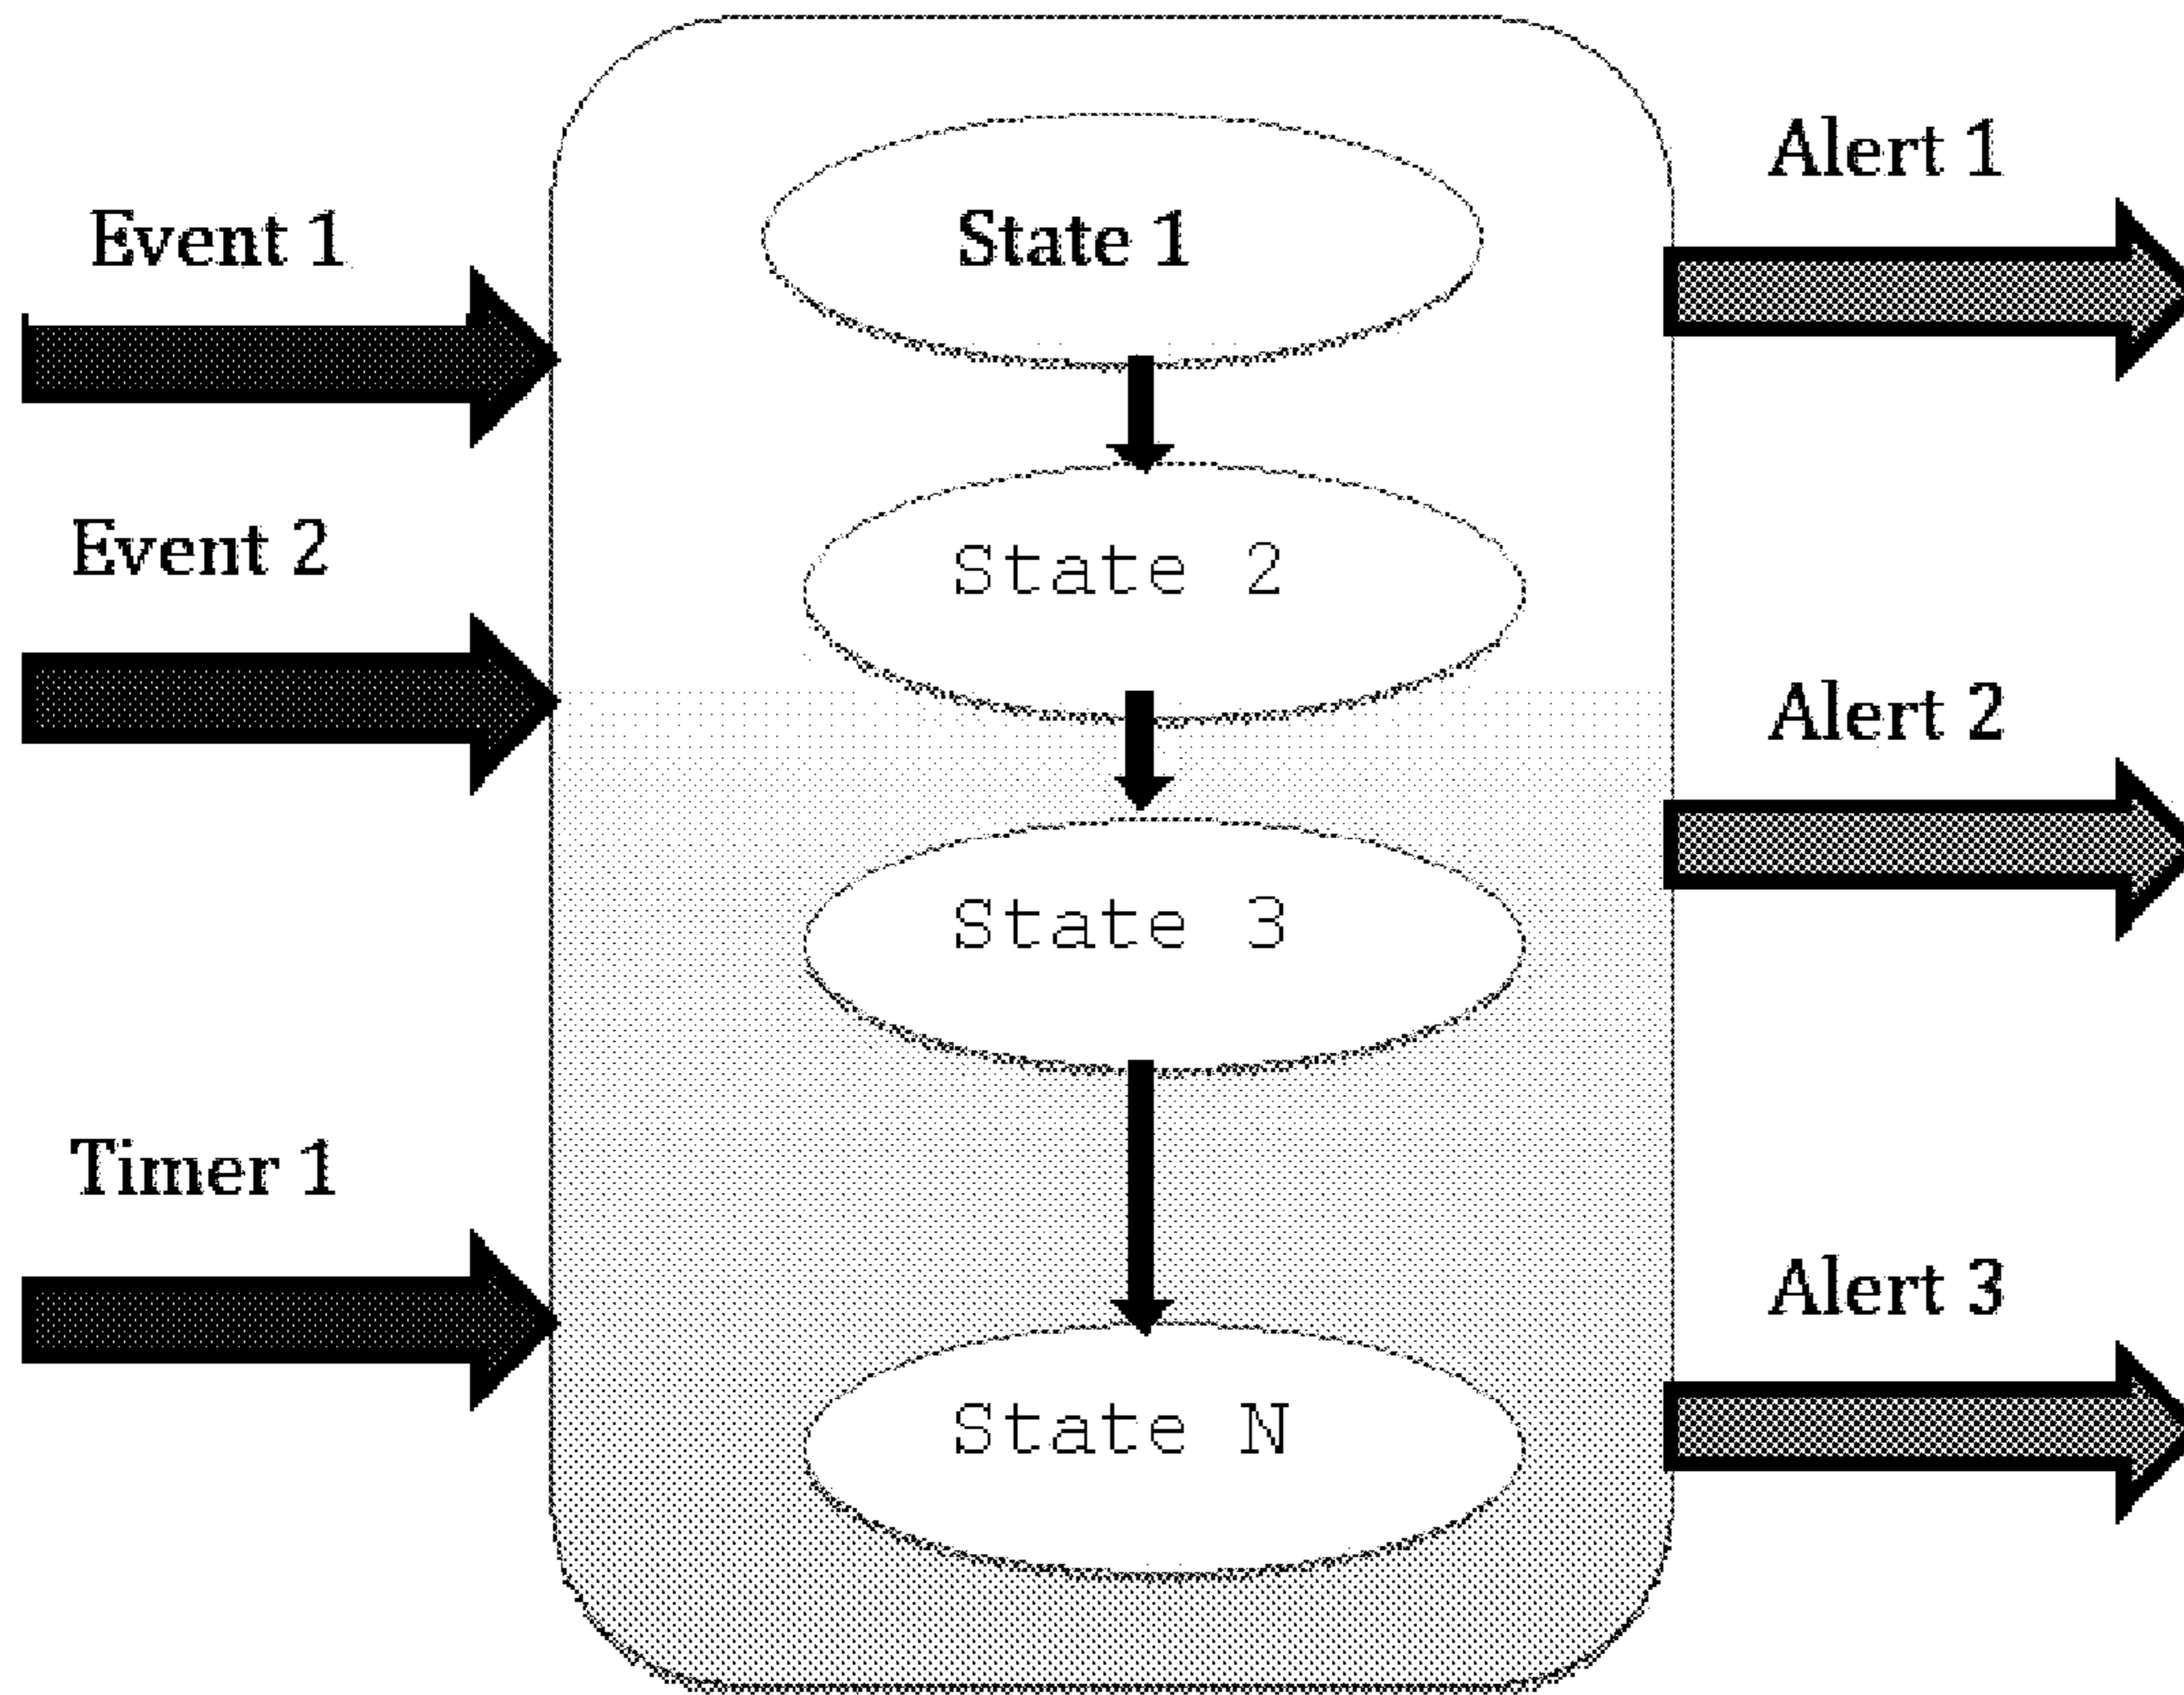 Event 1
Event 2
Timer 1
State 1
State 2
State 3
State N
Alert 1
Alert 2
Alert 3